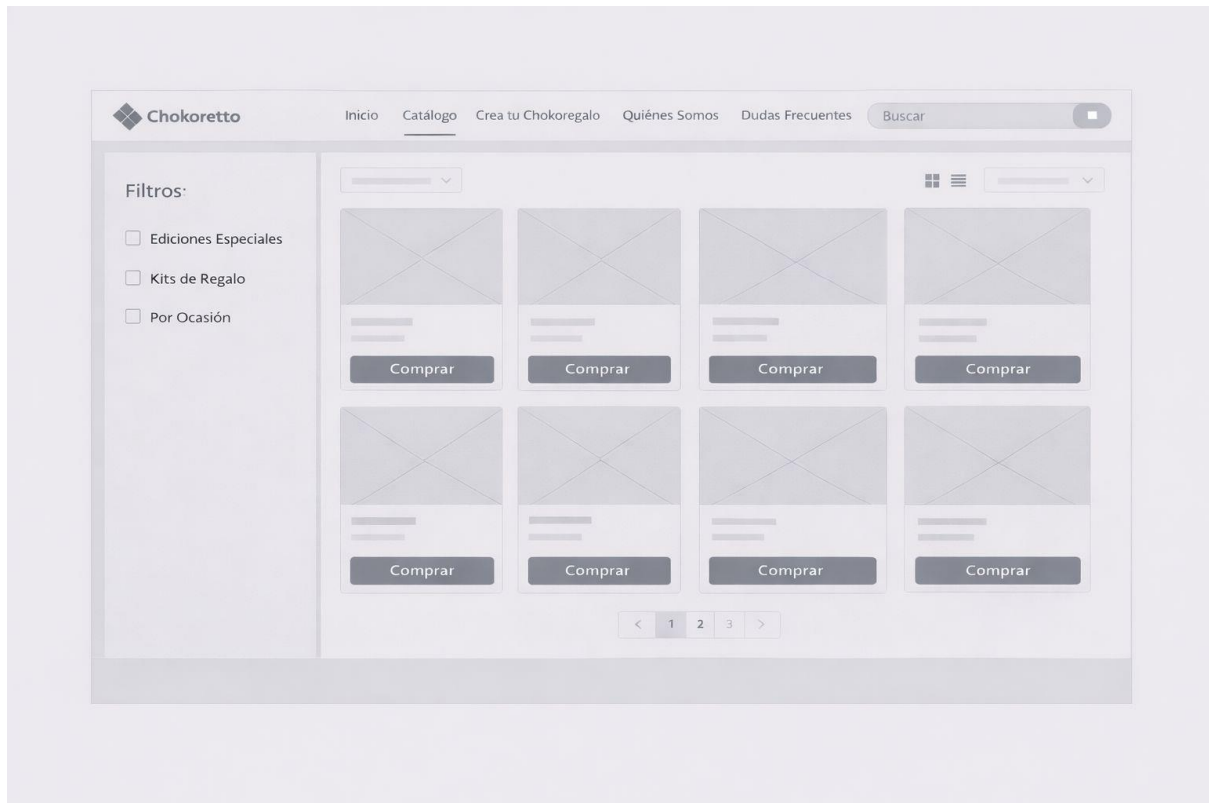 Chokoretto
Inicio Catálogo Crea tu Chokoregalo Quiénes Somos Dudas Frecuentes Buscar
Filtros:
Ediciones Especiales
Kits de Regalo
Por Ocasión
Comprar Comprar Comprar Comprar
Comprar Comprar Comprar Comprar
< 1 2 3 >